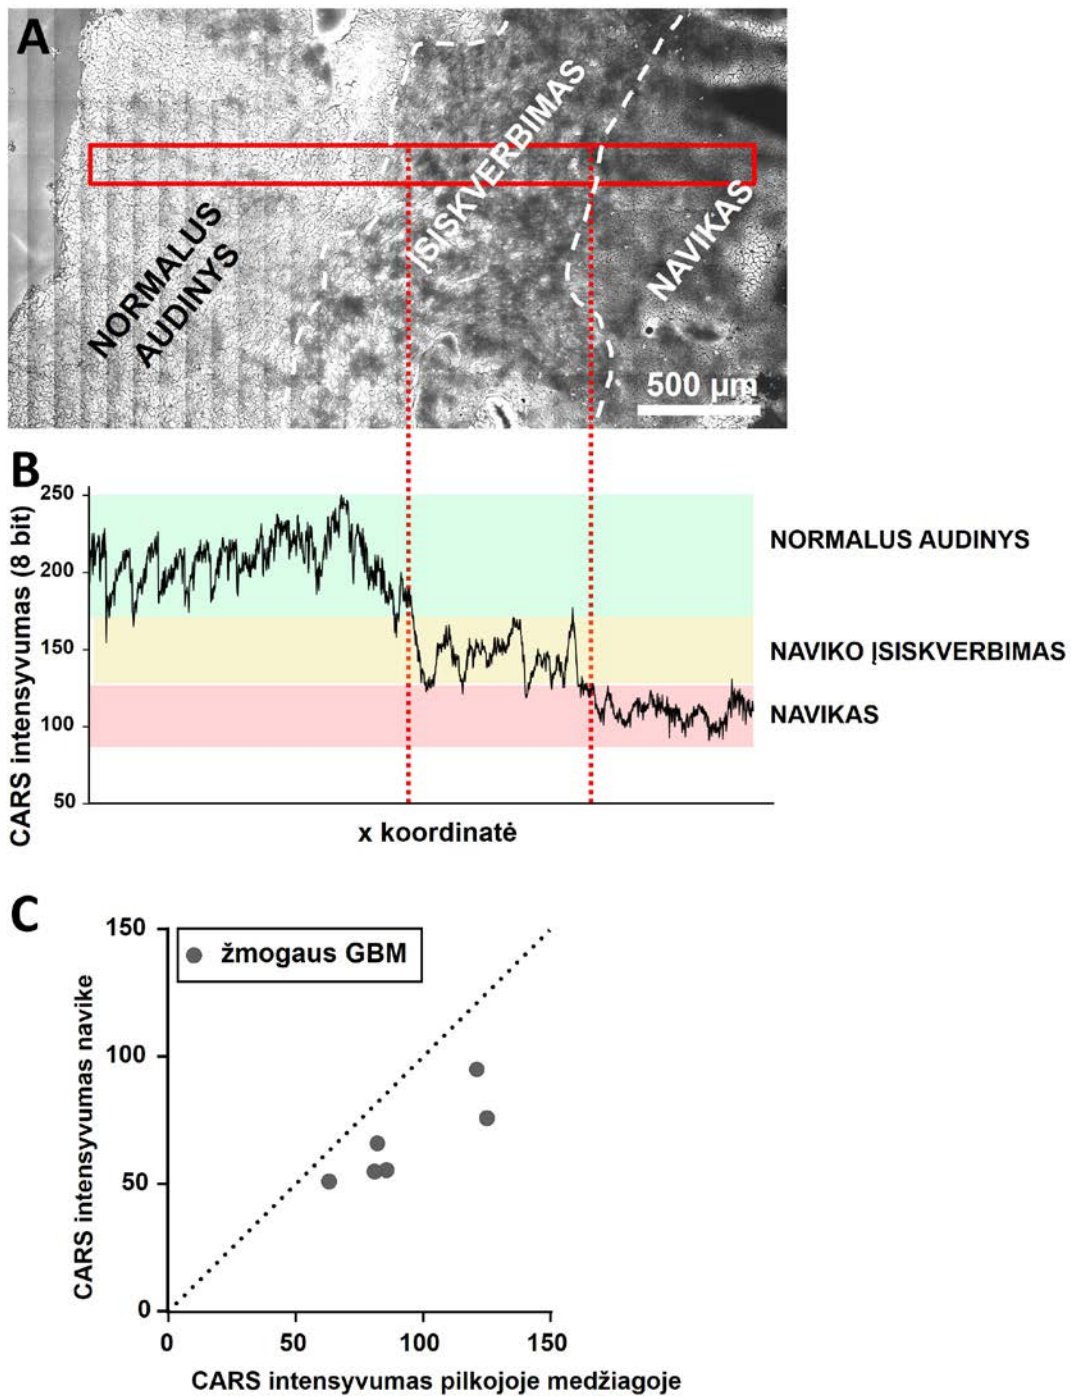 A
NORMALUS
AUDINYS
ĮSISKVERBIMAS
NAVIKAS
500 µm
B
CARS intensyvumas (8 bit)
250
200
150
100
50
NORMALUS AUDINYS
NAVIKO ĮSISKVERBIMAS
NAVIKAS
x koordinatė
C
CARS intensyvumas navike
150
100
50
0
žmogaus GBM
0
50
100
150
CARS intensyvumas pilkojoje medžiagoje